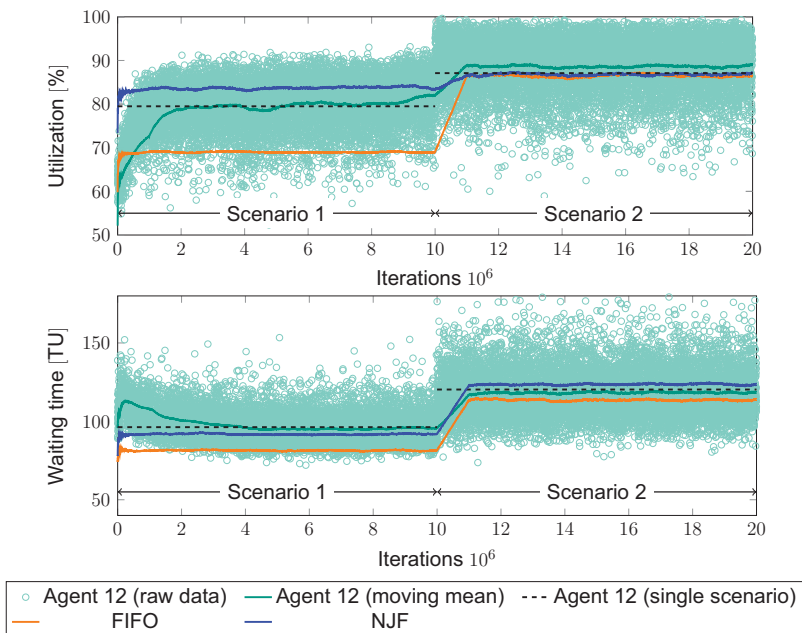 Utilization [%]
100
90
80
70
60
50
Scenario 1
Scenario 2
0 2 4 6 8 10 12 14 16 18 20
Iterations 10^6
Waiting time [TU]
150
100
50
Scenario 1
Scenario 2
0 2 4 6 8 10 12 14 16 18 20
Iterations 10^6
Agent 12 (raw data) Agent 12 (moving mean) Agent 12 (single scenario)
FIFO NJF